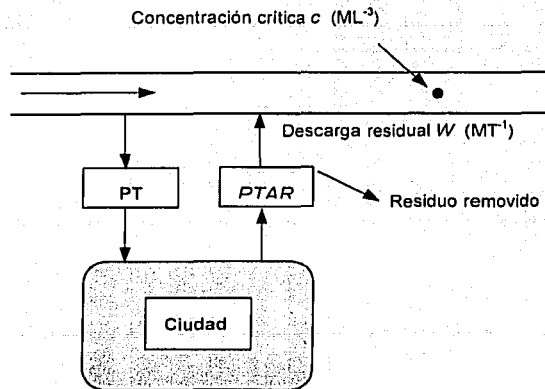 Concentración crítica c (ML⁻³)
Descarga residual W (MT⁻¹)
PT
PTAR
Residuo removido
Ciudad